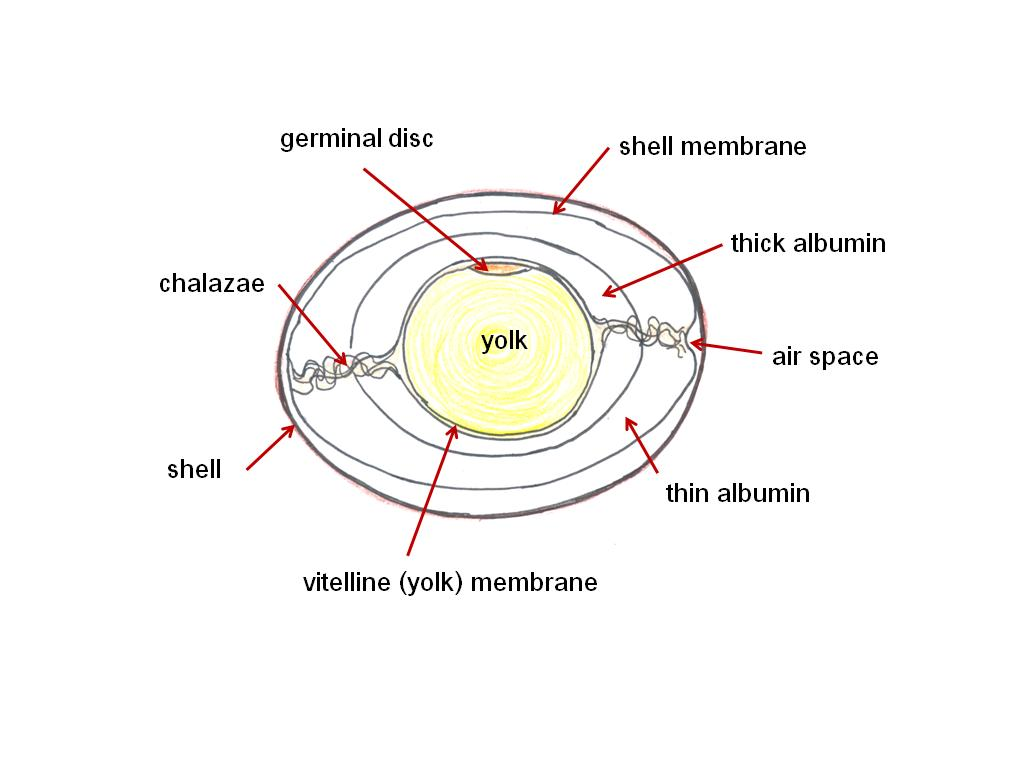 germinal disc
shell membrane
thick albumin
chalazae
yolk
air space
shell
thin albumin
vitelline (yolk) membrane